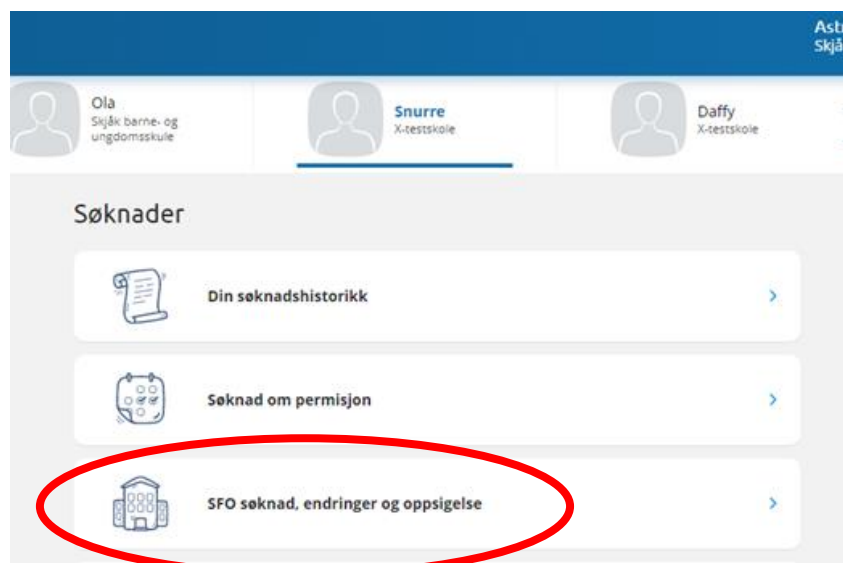 Ola
Skjåk barne- og
ungdomsskule
Snurre
X-testskole
Daffy
X-testskole
Søknader
Din søknadshistorikk
Søknad om permisjon
SFO søknad, endringer og oppsigelse